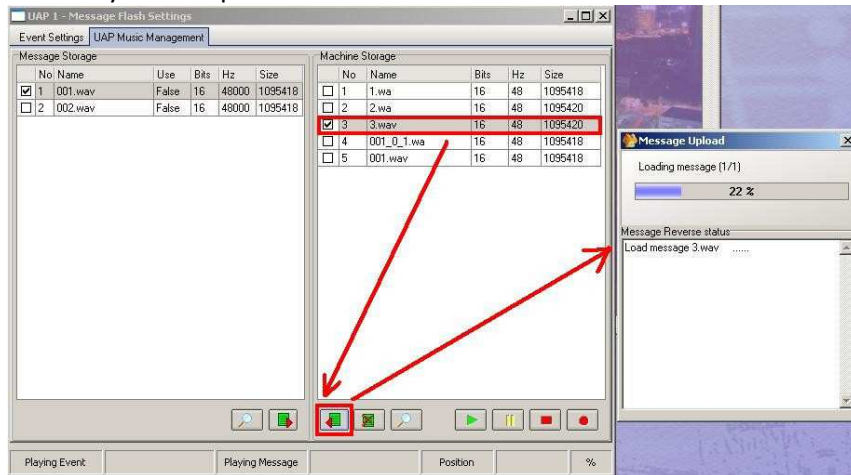 UAP 1 - Message Flash Settings
Event Settings UAP Music Management
Message Storage
No Name Use Bits Hz Size
1 001.wav False 16 48000 1095418
2 002.wav False 16 48000 1095418
Machine Storage
No Name Bits Hz Size
1 1.wa 16 48 1095418
2 2.wa 16 48 1095420
3 3.wav 16 48 1095420
4 001_0_1.wa 16 48 1095418
5 001.wav 16 48 1095418
Playing Event Playing Message Position %
Message Upload
Loading message (1/1)
22 %
Message Reverse status
Load message 3.wav ......